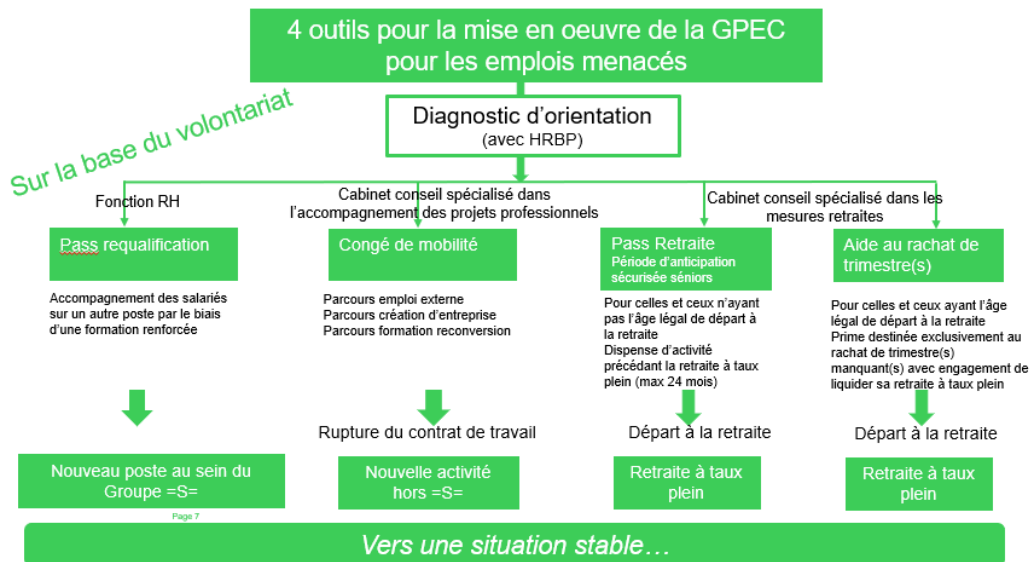 4 outils pour la mise en oeuvre de la GPEC
pour les emplois menacés
Sur la base du volontariat
Diagnostic d'orientation
(avec HRBP)
Fonction RH
Pass requalification
Accompagnement des salariés
sur un autre poste par le biais
d'une formation renforcée
Nouveau poste au sein du
Groupe =S=
Cabinet conseil spécialisé dans
l'accompagnement des projets professionnels
Congé de mobilité
Parcours emploi externe
Parcours création d'entreprise
Parcours formation reconversion
Rupture du contrat de travail
Nouvelle activité
hors =S=
Cabinet conseil spécialisé dans les
mesures retraites
Pass Retraite
Période d'anticipation
sécurisée séniors
Pour celles et ceux n'ayant
pas l'âge légal de départ à
la retraite
Dispense d'activité
précédant la retraite à taux
plein (max 24 mois)
Départ à la retraite
Retraite à taux
plein
Aide au rachat de
trimestre(s)
Pour celles et ceux ayant l'âge
légal de départ à la retraite
Prime destinée exclusivement au
rachat de trimestre(s)
manquant(s) avec engagement de
liquider sa retraite à taux plein
Départ à la retraite
Retraite à taux
plein
Page 7
Vers une situation stable…